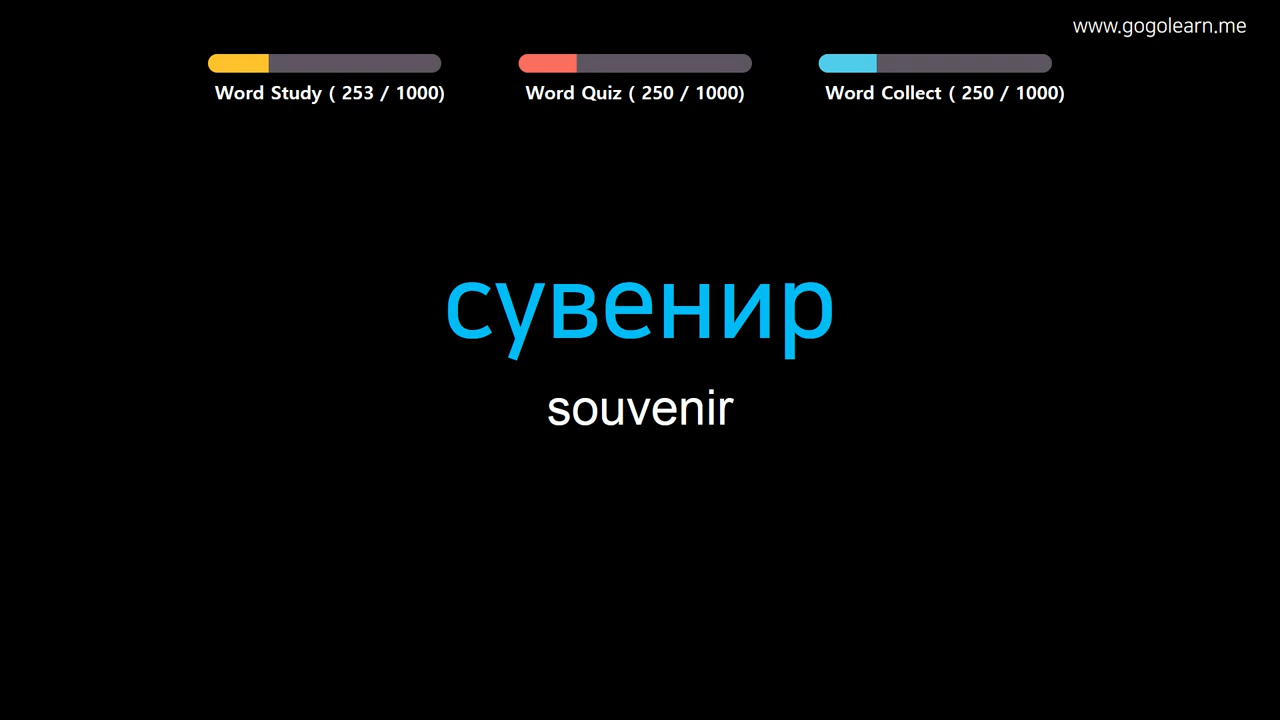 www.gogolearn.me
Word Study ( 253 / 1000)
Word Quiz ( 250 / 1000)
Word Collect ( 250 / 1000)
сувенир
souvenir